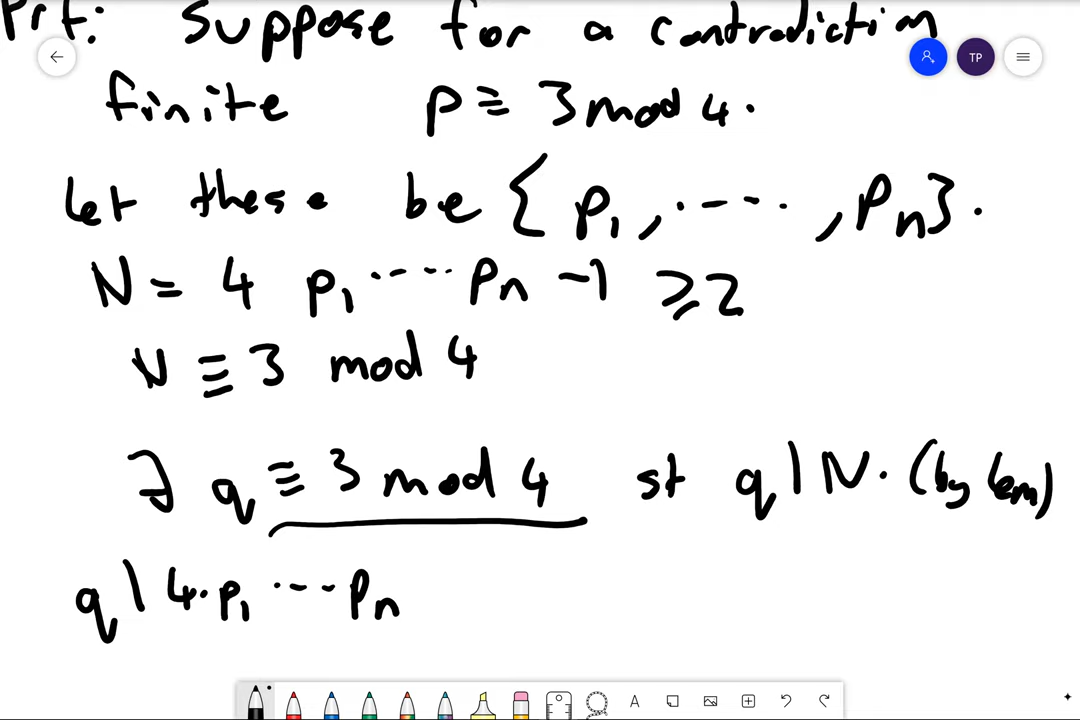 Prf: Suppose for a contradiction
TP
finite p ≡ 3 mod 4.
Let these be { p₁, ....., pₙ}.
N = 4 p₁ ..... pₙ -1 ⩾ 2
N ≡ 3 mod 4
∃ q ≡ 3 mod 4 st q | N. (by Lem)
q | 4. p₁ .... pₙ
A